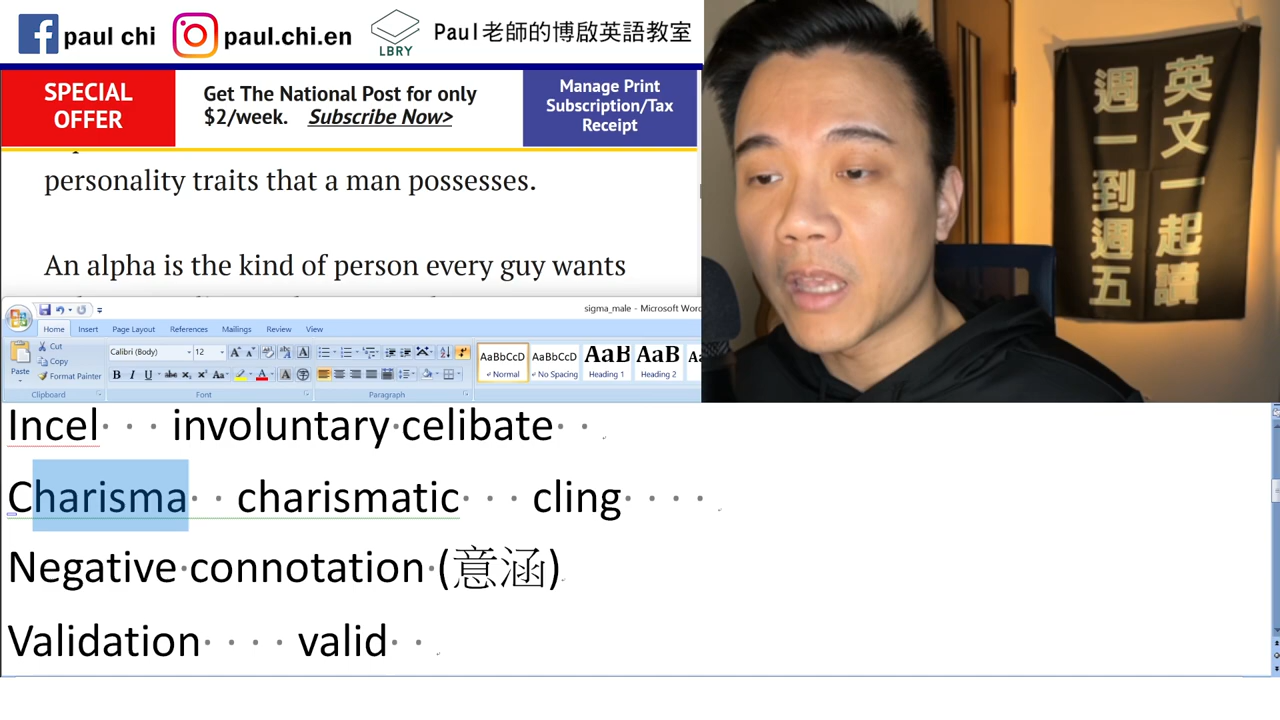 paul chi
paul.chi.en
LBRY
Paul老師的博啟英語教室
SPECIAL OFFER
Get The National Post for only $2/week. Subscribe Now>
Manage Print Subscription/Tax Receipt
personality traits that a man possesses.
An alpha is the kind of person every guy wants
sigma_male - Microsoft Word
Home Insert Page Layout References Mailings Review View
Paste
Cut
Copy
Format Painter
Calibri (Body) 12
AaBbCcD Normal
AaBbCcD No Spacing
AaB Heading 1
AaB Heading 2
Clipboard Font Paragraph
Incel involuntary celibate
Charisma charismatic cling
Negative connotation (意涵)
Validation valid
英文一起讀
週一到週五